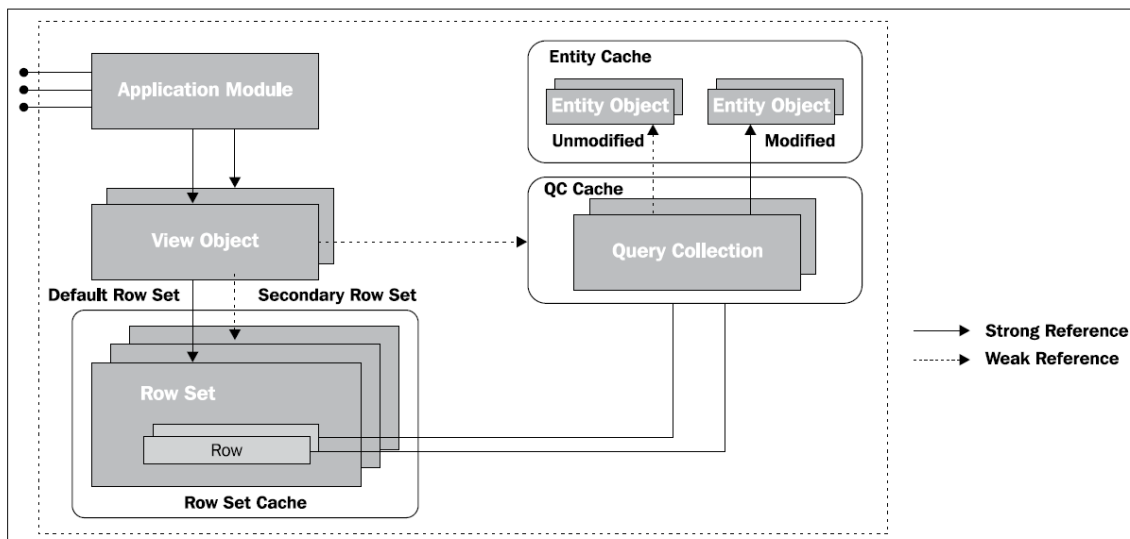 Application Module
Entity Cache
Entity Object
Entity Object
Unmodified
Modified
QC Cache
View Object
Query Collection
Default Row Set
Secondary Row Set
Row Set
Row
Row Set Cache
Strong Reference
Weak Reference